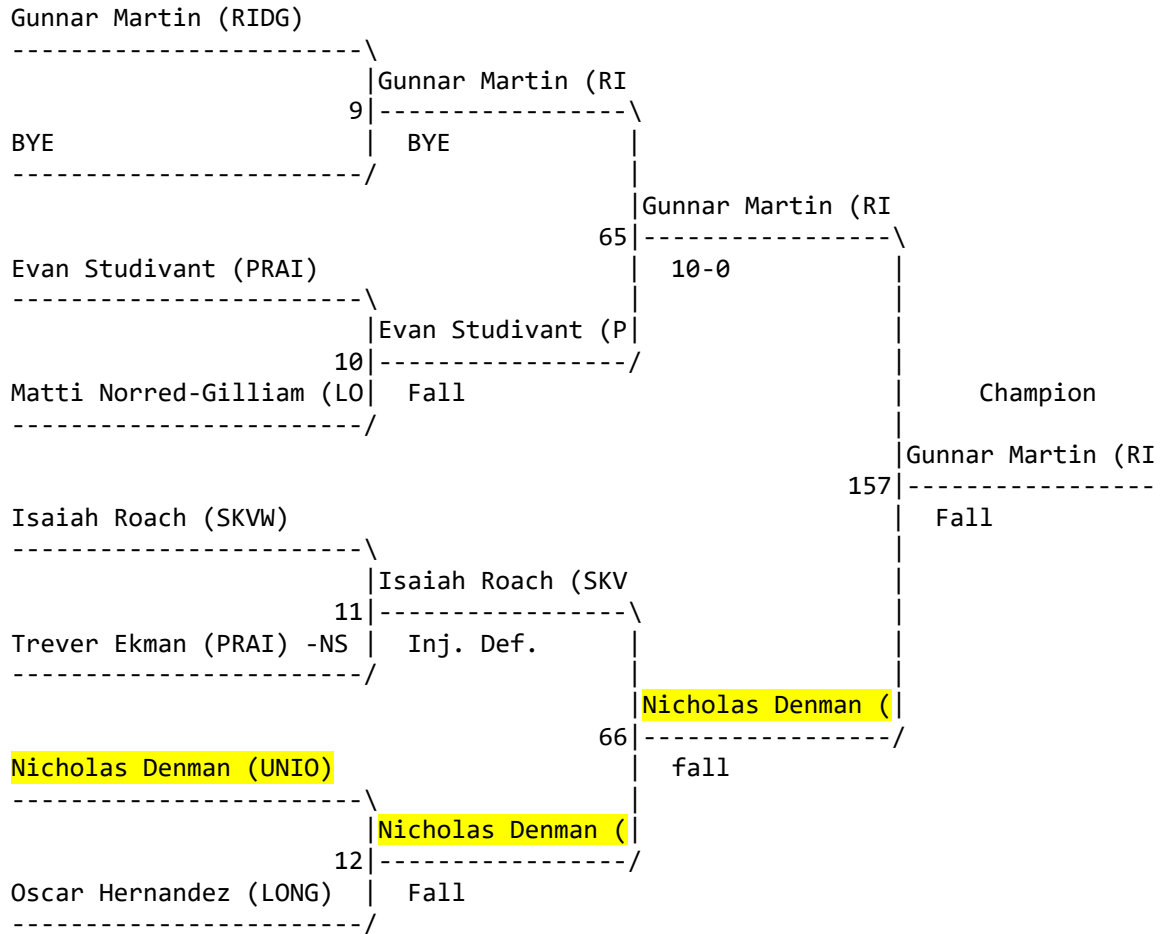 Gunnar Martin (RIDG)
------------------------\
|Gunnar Martin (RI
9|-----------------\
BYE | BYE |
------------------------/ |
|Gunnar Martin (RI
65|-----------------\
Evan Studivant (PRAI) | 10-0 |
------------------------\ | |
|Evan Studivant (P| |
10|-----------------/ |
Matti Norred-Gilliam (LO| Fall | Champion
------------------------/ |
|Gunnar Martin (RI
157|-----------------
Isaiah Roach (SKVW) | Fall
------------------------\ |
|Isaiah Roach (SKV |
11|-----------------\ |
Trever Ekman (PRAI) -NS | Inj. Def. | |
------------------------/ | |
|Nicholas Denman (|
66|-----------------/
Nicholas Denman (UNIO) | fall
------------------------\ |
|Nicholas Denman (|
12|-----------------/
Oscar Hernandez (LONG) | Fall
------------------------/